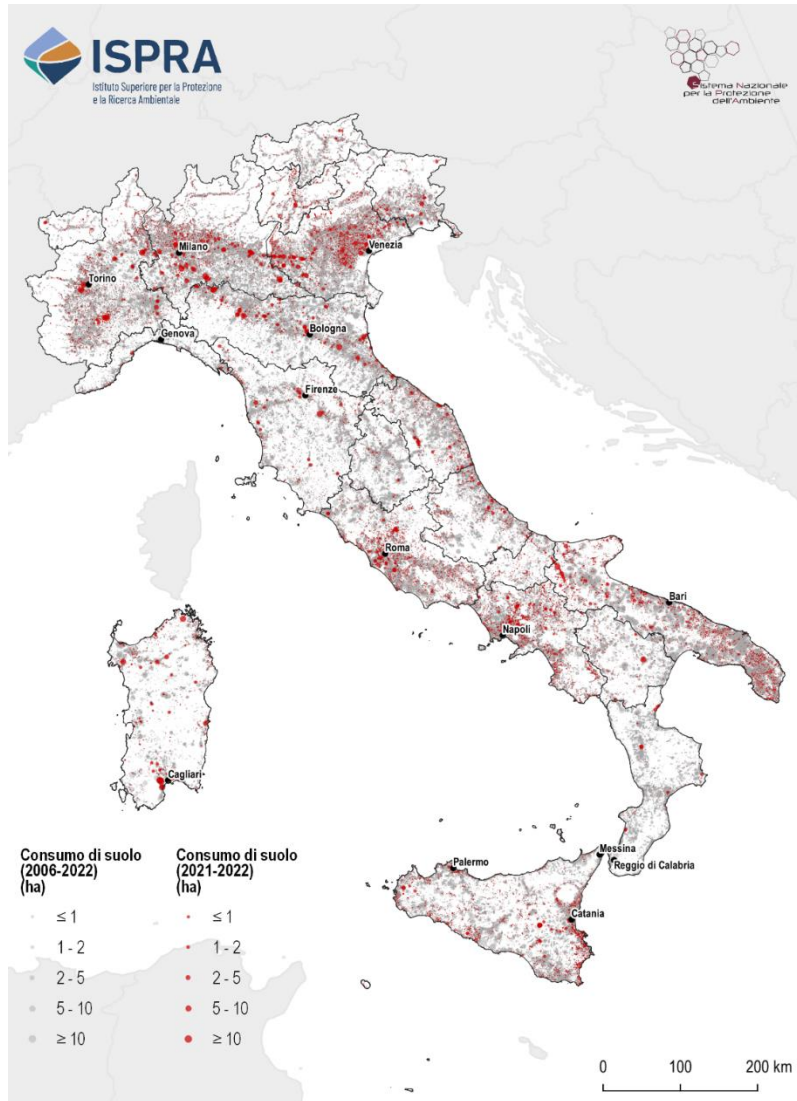 ISPRA
Istituto Superiore per la Protezione
e la Ricerca Ambientale
Sistema Nazionale
per la Protezione
dell'Ambiente
Milano
Venezia
Torino
Genova
Bologna
Firenze
Roma
Napoli
Bari
Cagliari
Messina
Reggio di Calabria
Palermo
Catania
Consumo di suolo
(2006-2022)
(ha)
≤ 1
1 - 2
2 - 5
5 - 10
≥ 10
Consumo di suolo
(2021-2022)
(ha)
≤ 1
1 - 2
2 - 5
5 - 10
≥ 10
0 100 200 km